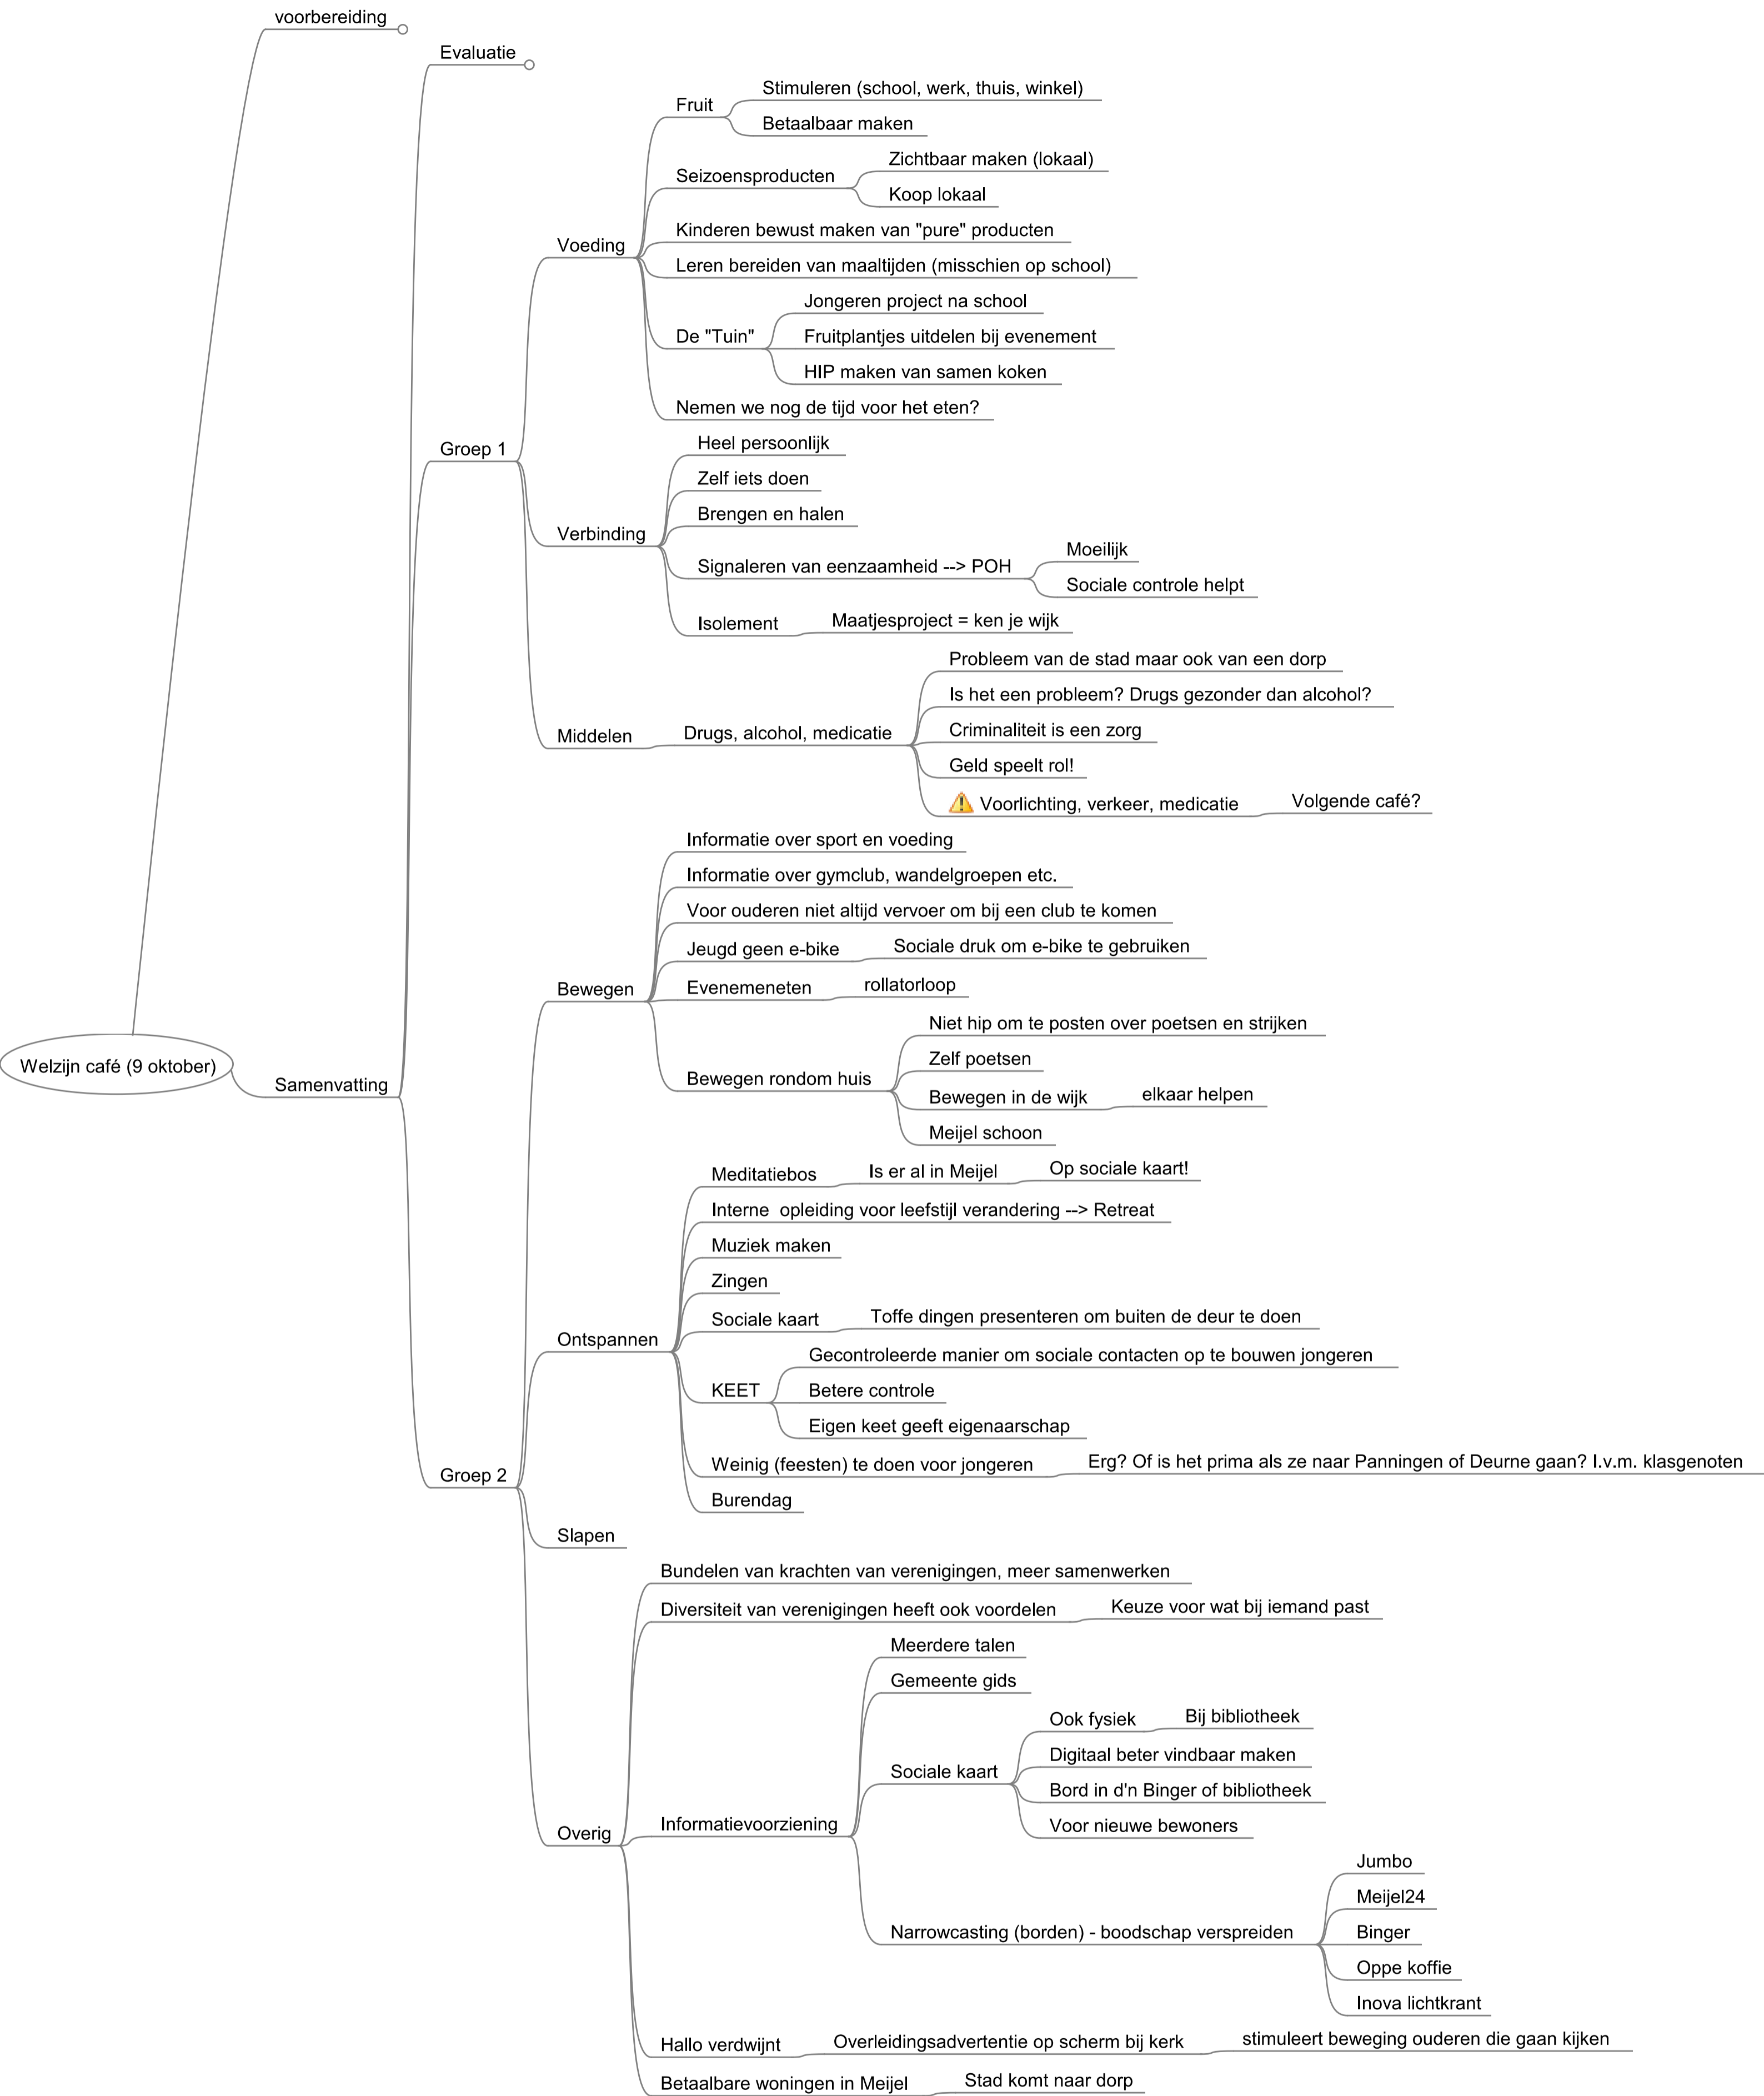 voorbereiding
Evaluatie
Stimuleren (school, werk, thuis, winkel)
Fruit
Betaalbaar maken
Zichtbaar maken (lokaal)
Seizoensproducten
Koop lokaal
Kinderen bewust maken van "pure" producten
Voeding
Leren bereiden van maaltijden (misschien op school)
Jongeren project na school
De "Tuin"
Fruitplantjes uitdelen bij evenement
HIP maken van samen koken
Nemen we nog de tijd voor het eten?
Groep 1
Heel persoonlijk
Zelf iets doen
Brengen en halen
Verbinding
Signaleren van eenzaamheid --> POH
Moeilijk
Sociale controle helpt
Isolement
Maatjesproject = ken je wijk
Probleem van de stad maar ook van een dorp
Is het een probleem? Drugs gezonder dan alcohol?
Middelen
Drugs, alcohol, medicatie
Criminaliteit is een zorg
Geld speelt rol!
Voorlichting, verkeer, medicatie
Volgende café?
Informatie over sport en voeding
Informatie over gymclub, wandelgroepen etc.
Voor ouderen niet altijd vervoer om bij een club te komen
Jeugd geen e-bike
Sociale druk om e-bike te gebruiken
Bewegen
Evenemeneten
rollatorloop
Niet hip om te posten over poetsen en strijken
Zelf poetsen
Welzijn café (9 oktober)
Samenvatting
Bewegen rondom huis
Bewegen in de wijk
elkaar helpen
Meijel schoon
Meditatiebos
Is er al in Meijel
Op sociale kaart!
Interne  opleiding voor leefstijl verandering --> Retreat
Muziek maken
Zingen
Sociale kaart
Toffe dingen presenteren om buiten de deur te doen
Ontspannen
Gecontroleerde manier om sociale contacten op te bouwen jongeren
KEET
Betere controle
Eigen keet geeft eigenaarschap
Weinig (feesten) te doen voor jongeren
Erg? Of is het prima als ze naar Panningen of Deurne gaan? I.v.m. klasgenoten
Groep 2
Burendag
Slapen
Bundelen van krachten van verenigingen, meer samenwerken
Diversiteit van verenigingen heeft ook voordelen
Keuze voor wat bij iemand past
Meerdere talen
Gemeente gids
Ook fysiek
Bij bibliotheek
Digitaal beter vindbaar maken
Sociale kaart
Bord in d'n Binger of bibliotheek
Voor nieuwe bewoners
Overig
Informatievoorziening
Jumbo
Meijel24
Narrowcasting (borden) - boodschap verspreiden
Binger
Oppe koffie
Inova lichtkrant
Hallo verdwijnt
Overleidingsadvertentie op scherm bij kerk
stimuleert beweging ouderen die gaan kijken
Betaalbare woningen in Meijel
Stad komt naar dorp